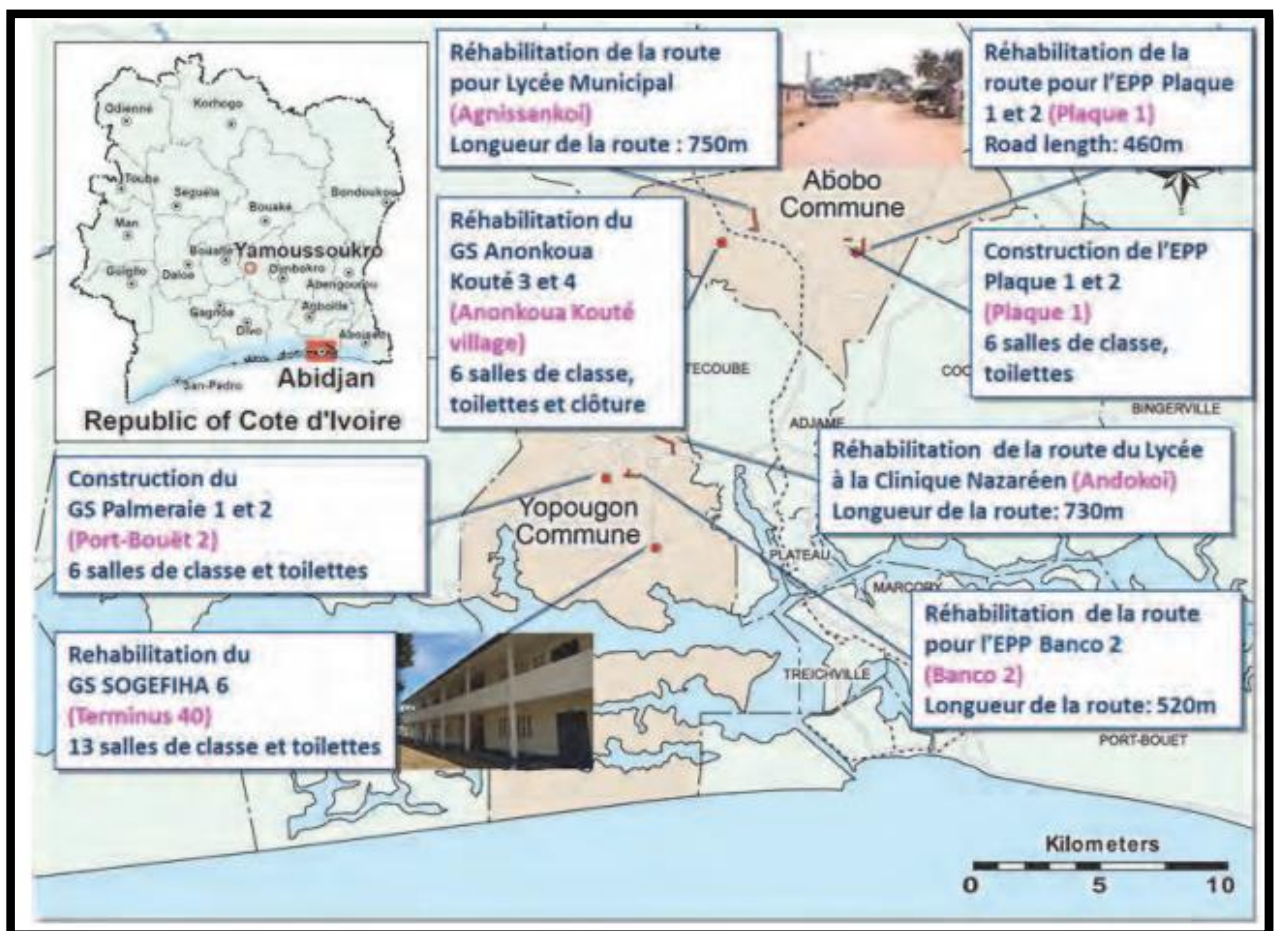 Odienné
Korhogo
Touba
Séguéla
Bondoukou
Bouaké
Man
Bouaflé
Yamoussoukro
Guiglo
Daloa
Dimbokro
Abengourou
Gagnoa
Divo
Agboville
Aboisso
San-Pedro
Abidjan
Republic of Cote d'Ivoire
Réhabilitation de la route
pour Lycée Municipal
(Agnissankoi)
Longueur de la route : 750m
Réhabilitation de la
route pour l'EPP Plaque
1 et 2 (Plaque 1)
Road length: 460m
Abobo
Commune
Réhabilitation du
GS Anonkoua
Kouté 3 et 4
(Anonkoua Kouté
village)
6 salles de classe,
toilettes et clôture
Construction de l'EPP
Plaque 1 et 2
(Plaque 1)
6 salles de classe,
toilettes
TECOUBE
COC
BINGERVILLE
ADJAME
Réhabilitation de la route du Lycée
à la Clinique Nazaréen (Andokoi)
Longueur de la route: 730m
Construction du
GS Palmeraie 1 et 2
(Port-Bouët 2)
6 salles de classe et toilettes
Yopougon
Commune
PLATEAU
MARCORY
Réhabilitation de la route
pour l'EPP Banco 2
(Banco 2)
Longueur de la route: 520m
Rehabilitation du
GS SOGEFIHA 6
(Terminus 40)
13 salles de classe et toilettes
TREICHVILLE
PORT-BOUET
Kilometers
0 5 10